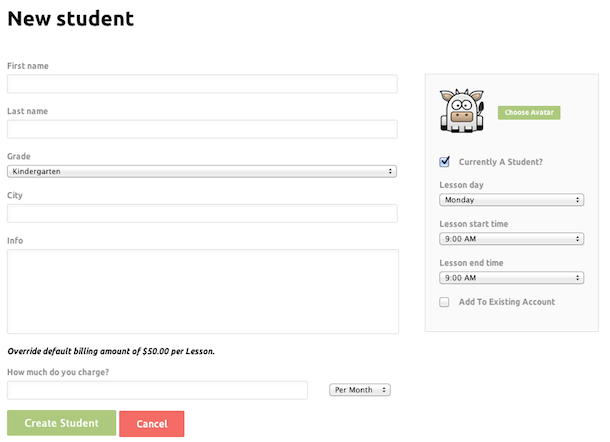 New student
First name
Last name
Grade
Kindergarten
City
Info
Override default billing amount of $50.00 per Lesson.
How much do you charge?
Per Month
Create Student
Cancel
Choose Avatar
Currently A Student?
Lesson day
Monday
Lesson start time
9:00 AM
Lesson end time
9:00 AM
Add To Existing Account